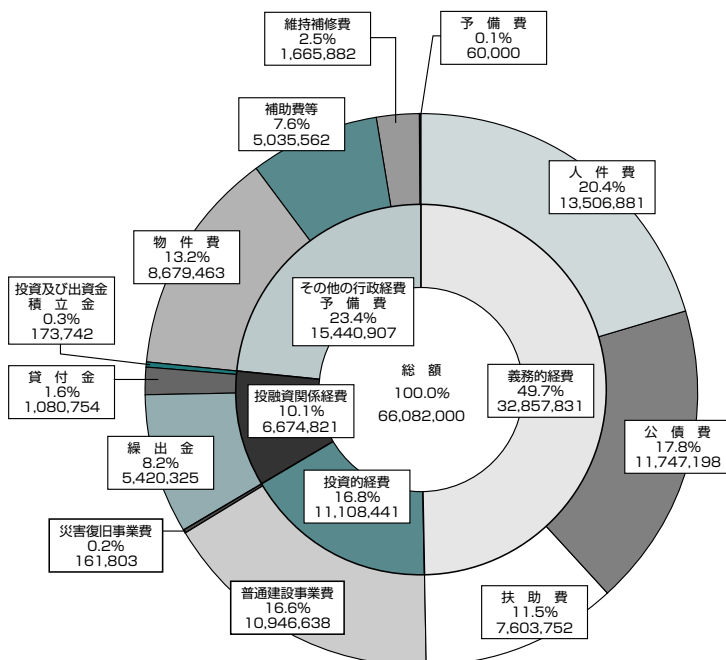 維持補修費
2.5%
1,665,882
予 備 費
0.1%
60,000
補助費等
7.6%
5,035,562
人 件 費
20.4%
13,506,881
物 件 費
13.2%
8,679,463
その他の行政経費
予 備 費
23.4%
15,440,907
投資及び出資金
積 立 金
0.3%
173,742
総 額
100.0%
66,082,000
義務的経費
49.7%
32,857,831
貸 付 金
1.6%
1,080,754
投融資関係経費
10.1%
6,674,821
公 債 費
17.8%
11,747,198
繰 出 金
8.2%
5,420,325
投資的経費
16.8%
11,108,441
災害復旧事業費
0.2%
161,803
普通建設事業費
16.6%
10,946,638
扶 助 費
11.5%
7,603,752